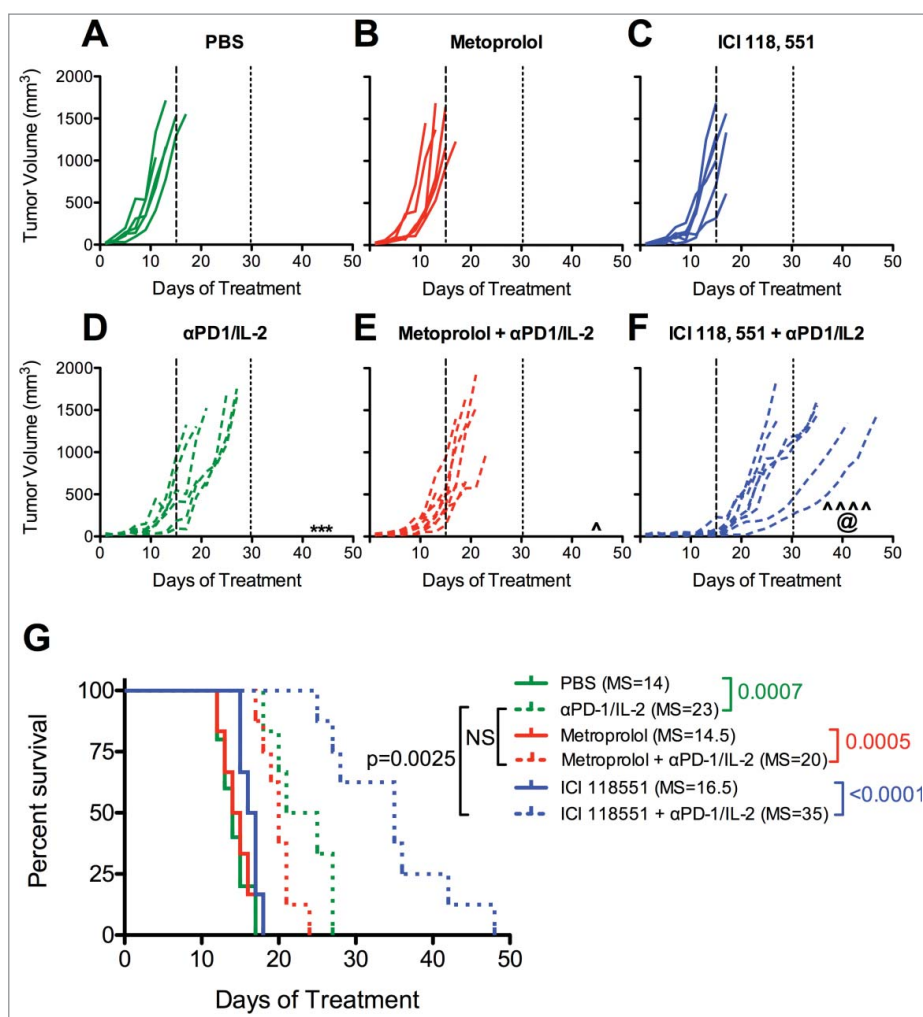 A PBS
B Metoprolol
C ICI 118, 551
Tumor Volume (mm³)
2000
1500
1000
500
0
0 10 20 30 40 50
0 10 20 30 40 50
0 10 20 30 40 50
Days of Treatment
Days of Treatment
Days of Treatment
D αPD1/IL-2
E Metoprolol + αPD1/IL-2
F ICI 118, 551 + αPD1/IL2
Tumor Volume (mm³)
2000
1500
1000
500
0
***
^
^^^^
@
0 10 20 30 40 50
0 10 20 30 40 50
0 10 20 30 40 50
Days of Treatment
Days of Treatment
Days of Treatment
G
Percent survival
100
75
50
25
0
0 10 20 30 40 50
Days of Treatment
p=0.0025
NS
PBS (MS=14)
αPD-1/IL-2 (MS=23)
0.0007
Metroprolol (MS=14.5)
Metroprolol + αPD-1/IL-2 (MS=20)
0.0005
ICI 118551 (MS=16.5)
ICI 118551 + αPD-1/IL-2 (MS=35)
<0.0001